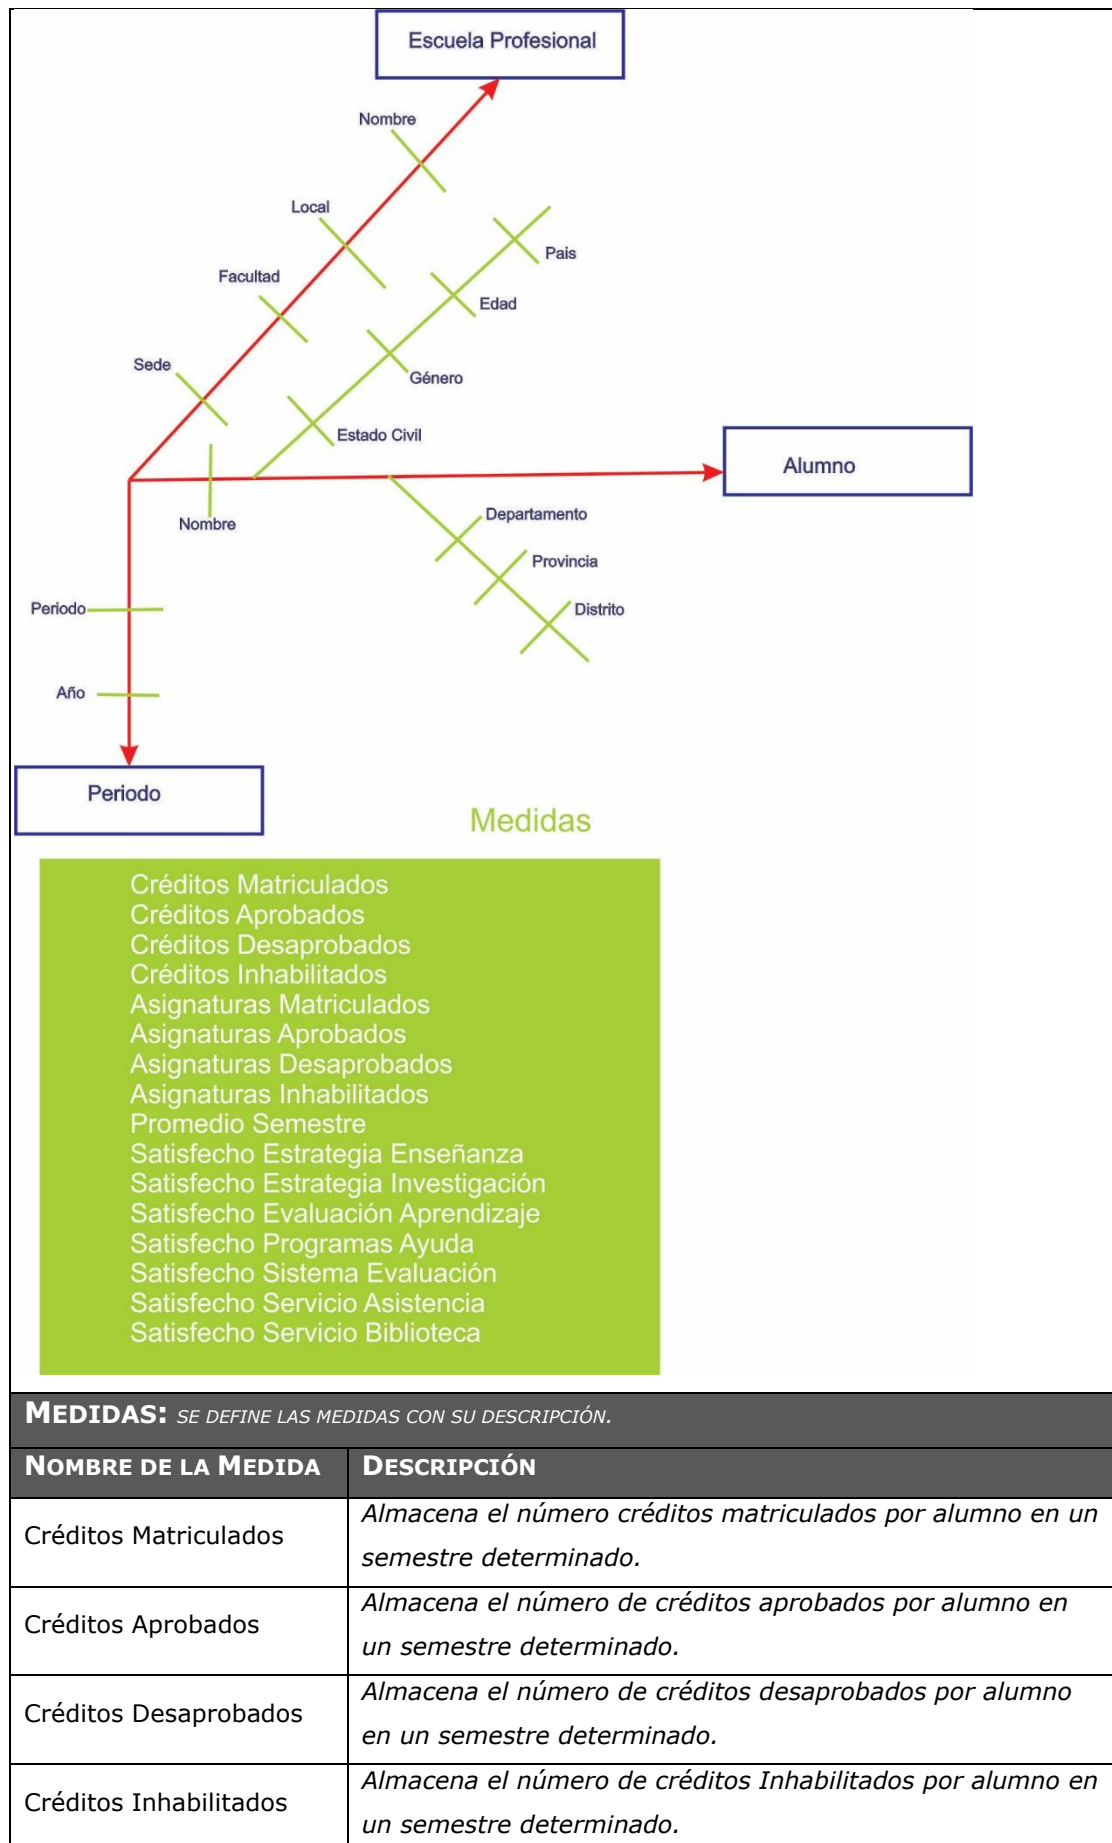 Escuela Profesional
Nombre
Local
Pais
Facultad
Edad
Sede
Género
Estado Civil
Alumno
Nombre
Departamento
Provincia
Periodo
Distrito
Año
Periodo
Medidas
Créditos Matriculados
Créditos Aprobados
Créditos Desaprobados
Créditos Inhabilitados
Asignaturas Matriculados
Asignaturas Aprobados
Asignaturas Desaprobados
Asignaturas Inhabilitados
Promedio Semestre
Satisfecho Estrategia Enseñanza
Satisfecho Estrategia Investigación
Satisfecho Evaluación Aprendizaje
Satisfecho Programas Ayuda
Satisfecho Sistema Evaluación
Satisfecho Servicio Asistencia
Satisfecho Servicio Biblioteca
MEDIDAS: SE DEFINE LAS MEDIDAS CON SU DESCRIPCIÓN.
NOMBRE DE LA MEDIDA DESCRIPCIÓN
Créditos Matriculados
Almacena el número créditos matriculados por alumno en un
semestre determinado.
Créditos Aprobados
Almacena el número de créditos aprobados por alumno en
un semestre determinado.
Créditos Desaprobados
Almacena el número de créditos desaprobados por alumno
en un semestre determinado.
Créditos Inhabilitados
Almacena el número de créditos Inhabilitados por alumno en
un semestre determinado.